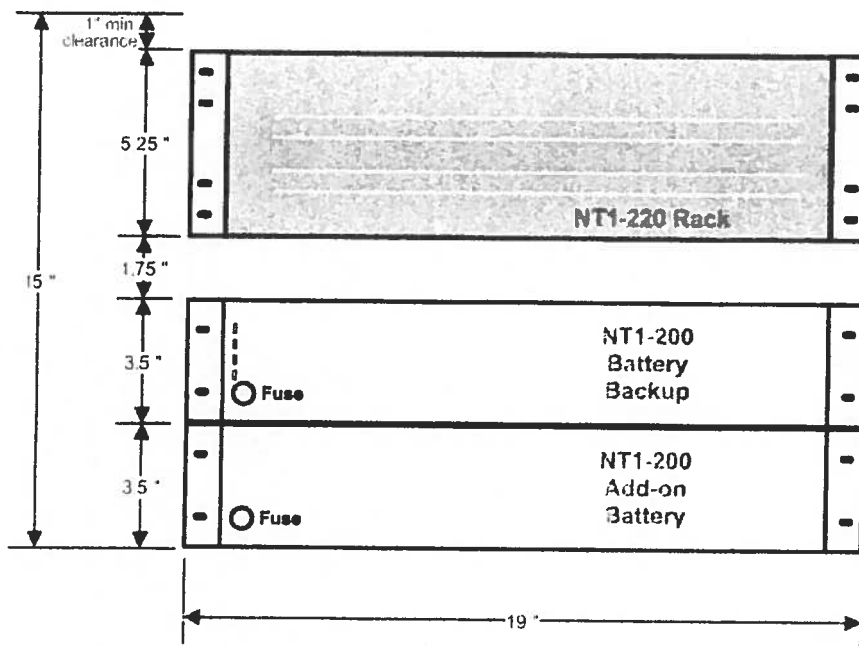 1" min
clearance
5.25 "
NT1-220 Rack
1.75 "
15 "
NT1-200
Battery
Backup
3.5 "
Fuse
NT1-200
Add-on
Battery
3.5 "
Fuse
19 "